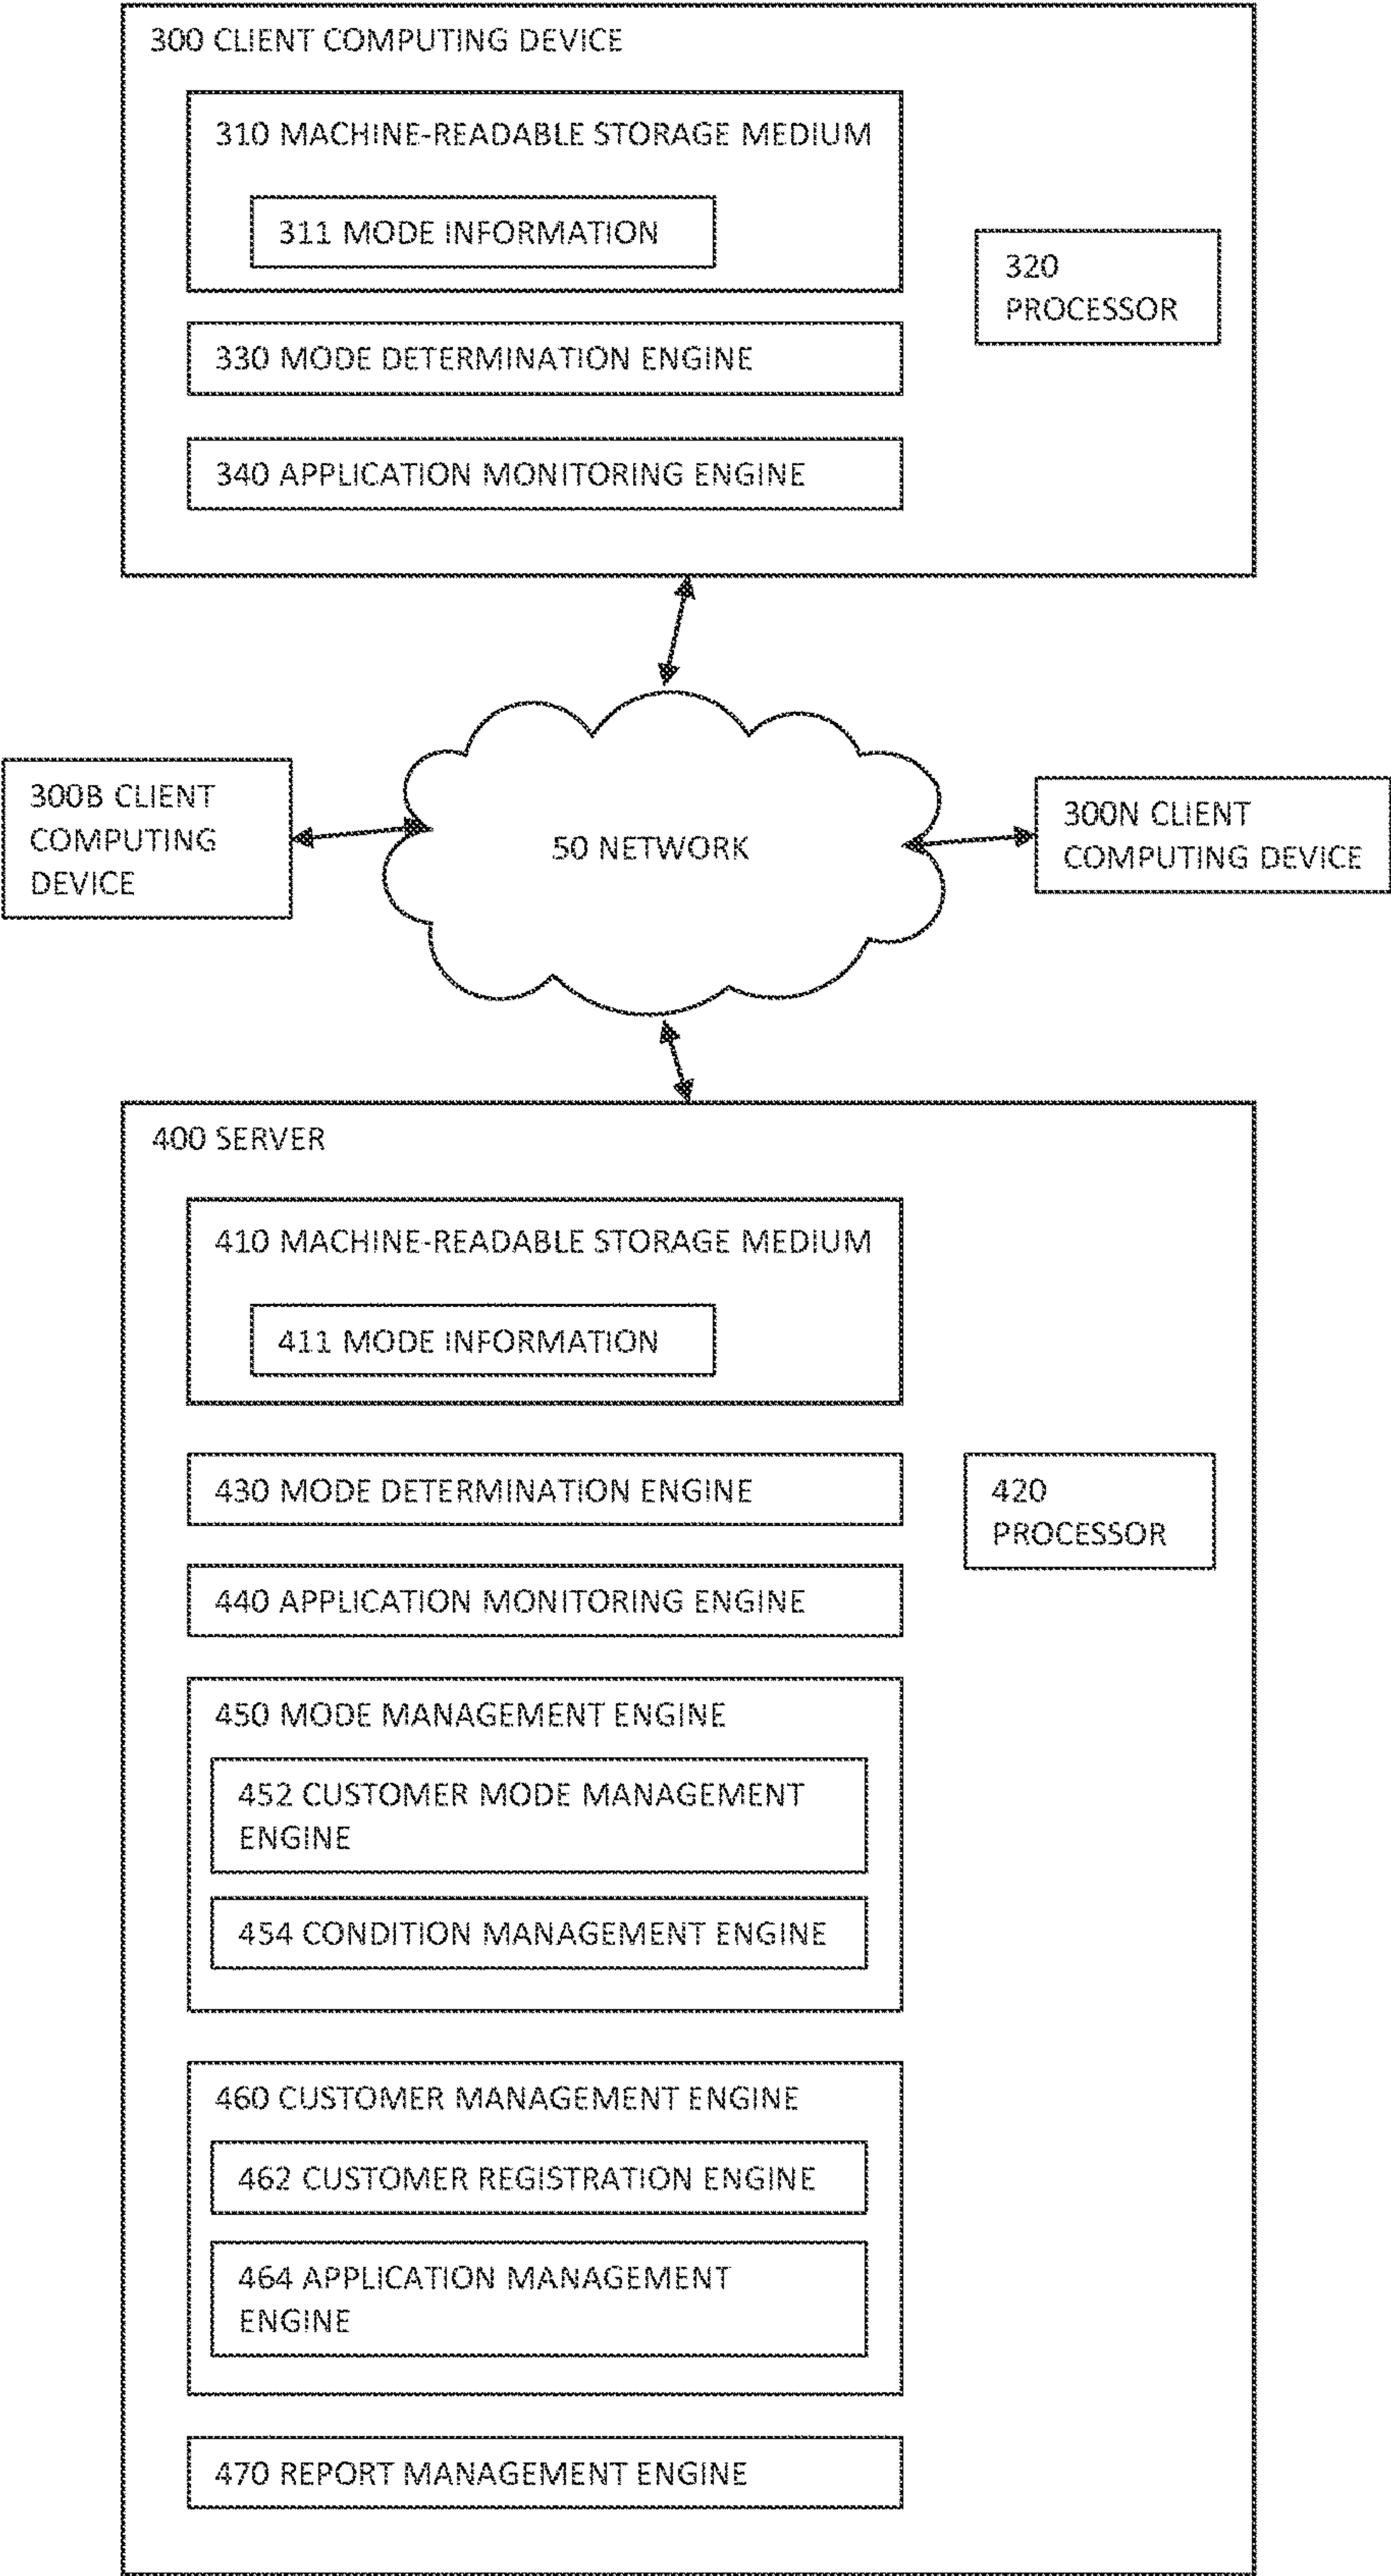 300 CLIENT COMPUTING DEVICE
310 MACHINE-READABLE STORAGE MEDIUM
311 MODE INFORMATION
320
PROCESSOR
330 MODE DETERMINATION ENGINE
340 APPLICATION MONITORING ENGINE
300B CLIENT
COMPUTING
DEVICE
50 NETWORK
300N CLIENT
COMPUTING DEVICE
400 SERVER
410 MACHINE-READABLE STORAGE MEDIUM
411 MODE INFORMATION
430 MODE DETERMINATION ENGINE
420
PROCESSOR
440 APPLICATION MONITORING ENGINE
450 MODE MANAGEMENT ENGINE
452 CUSTOMER MODE MANAGEMENT
ENGINE
454 CONDITION MANAGEMENT ENGINE
460 CUSTOMER MANAGEMENT ENGINE
462 CUSTOMER REGISTRATION ENGINE
464 APPLICATION MANAGEMENT
ENGINE
470 REPORT MANAGEMENT ENGINE